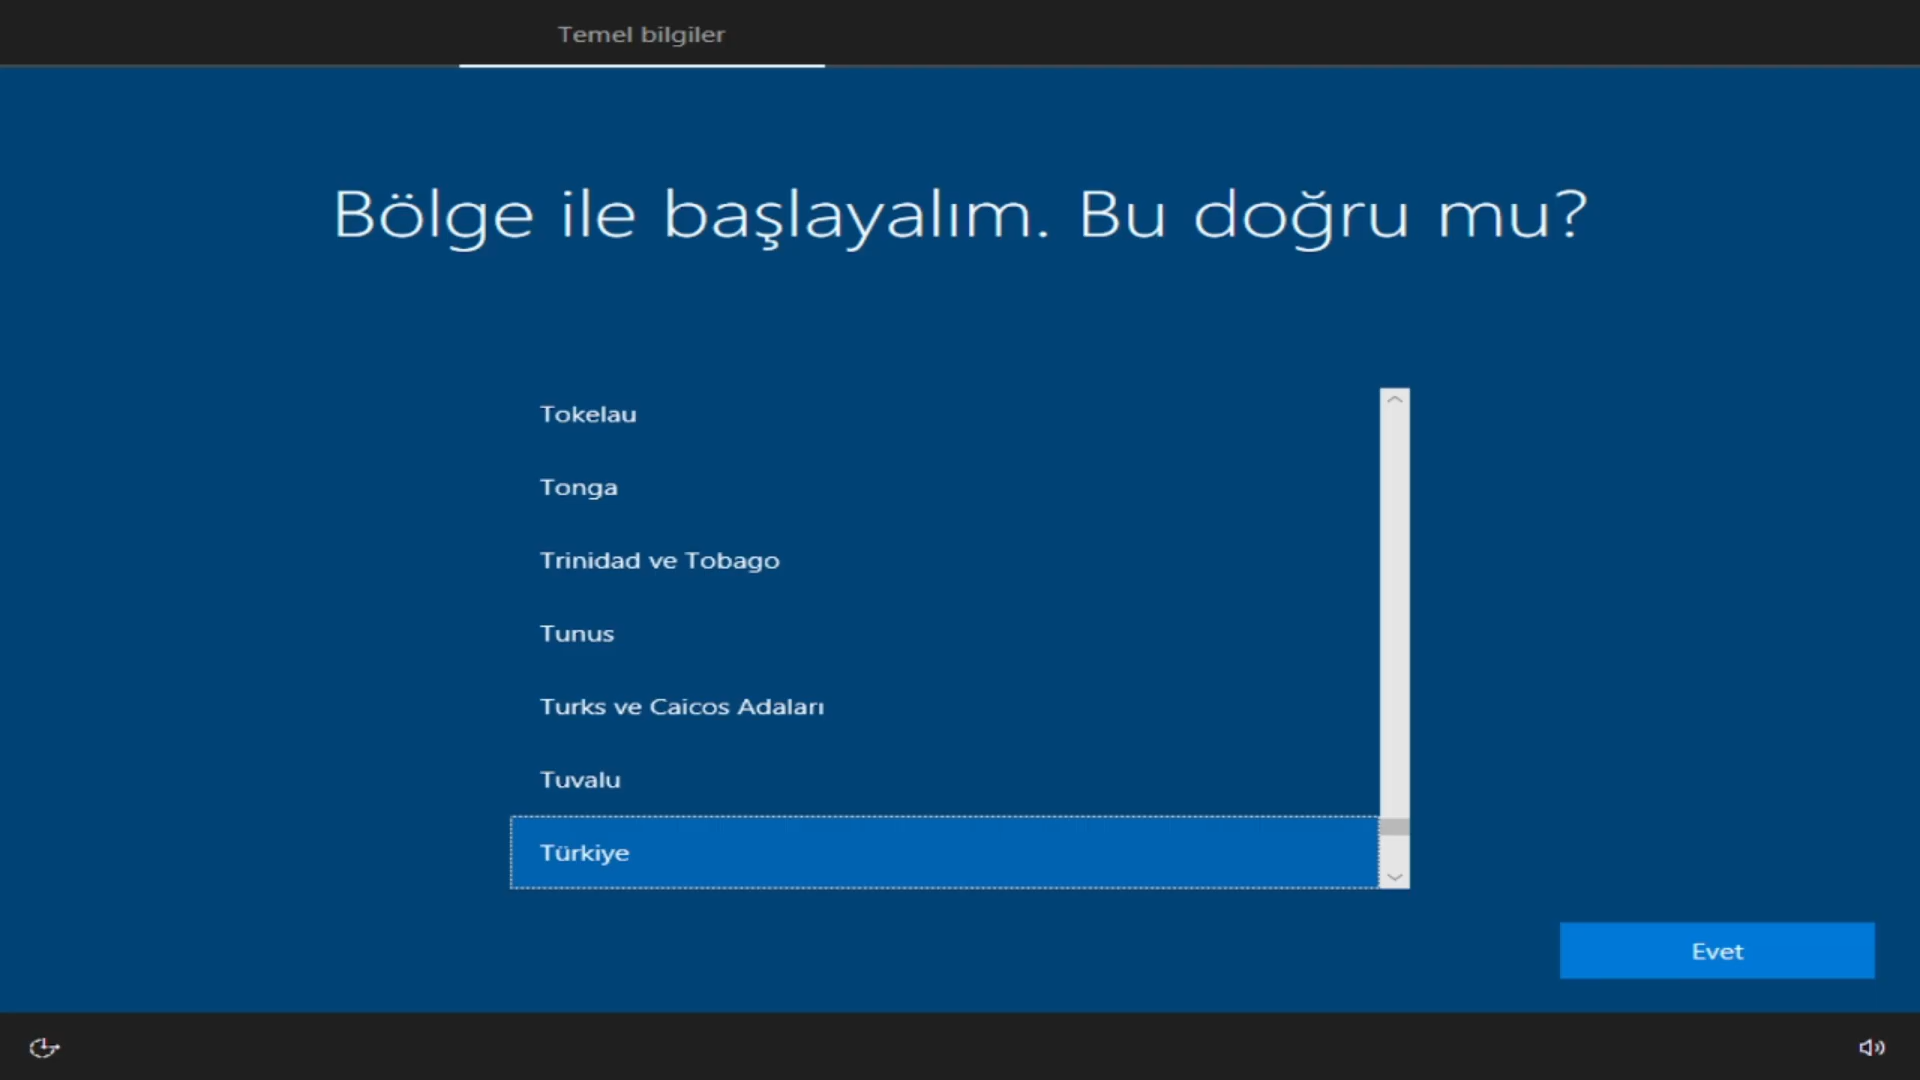 Temel bilgiler
Bölge ile başlayalım. Bu doğru mu?
Tokelau
Tonga
Trinidad ve Tobago
Tunus
Turks ve Caicos Adaları
Tuvalu
Türkiye
Evet